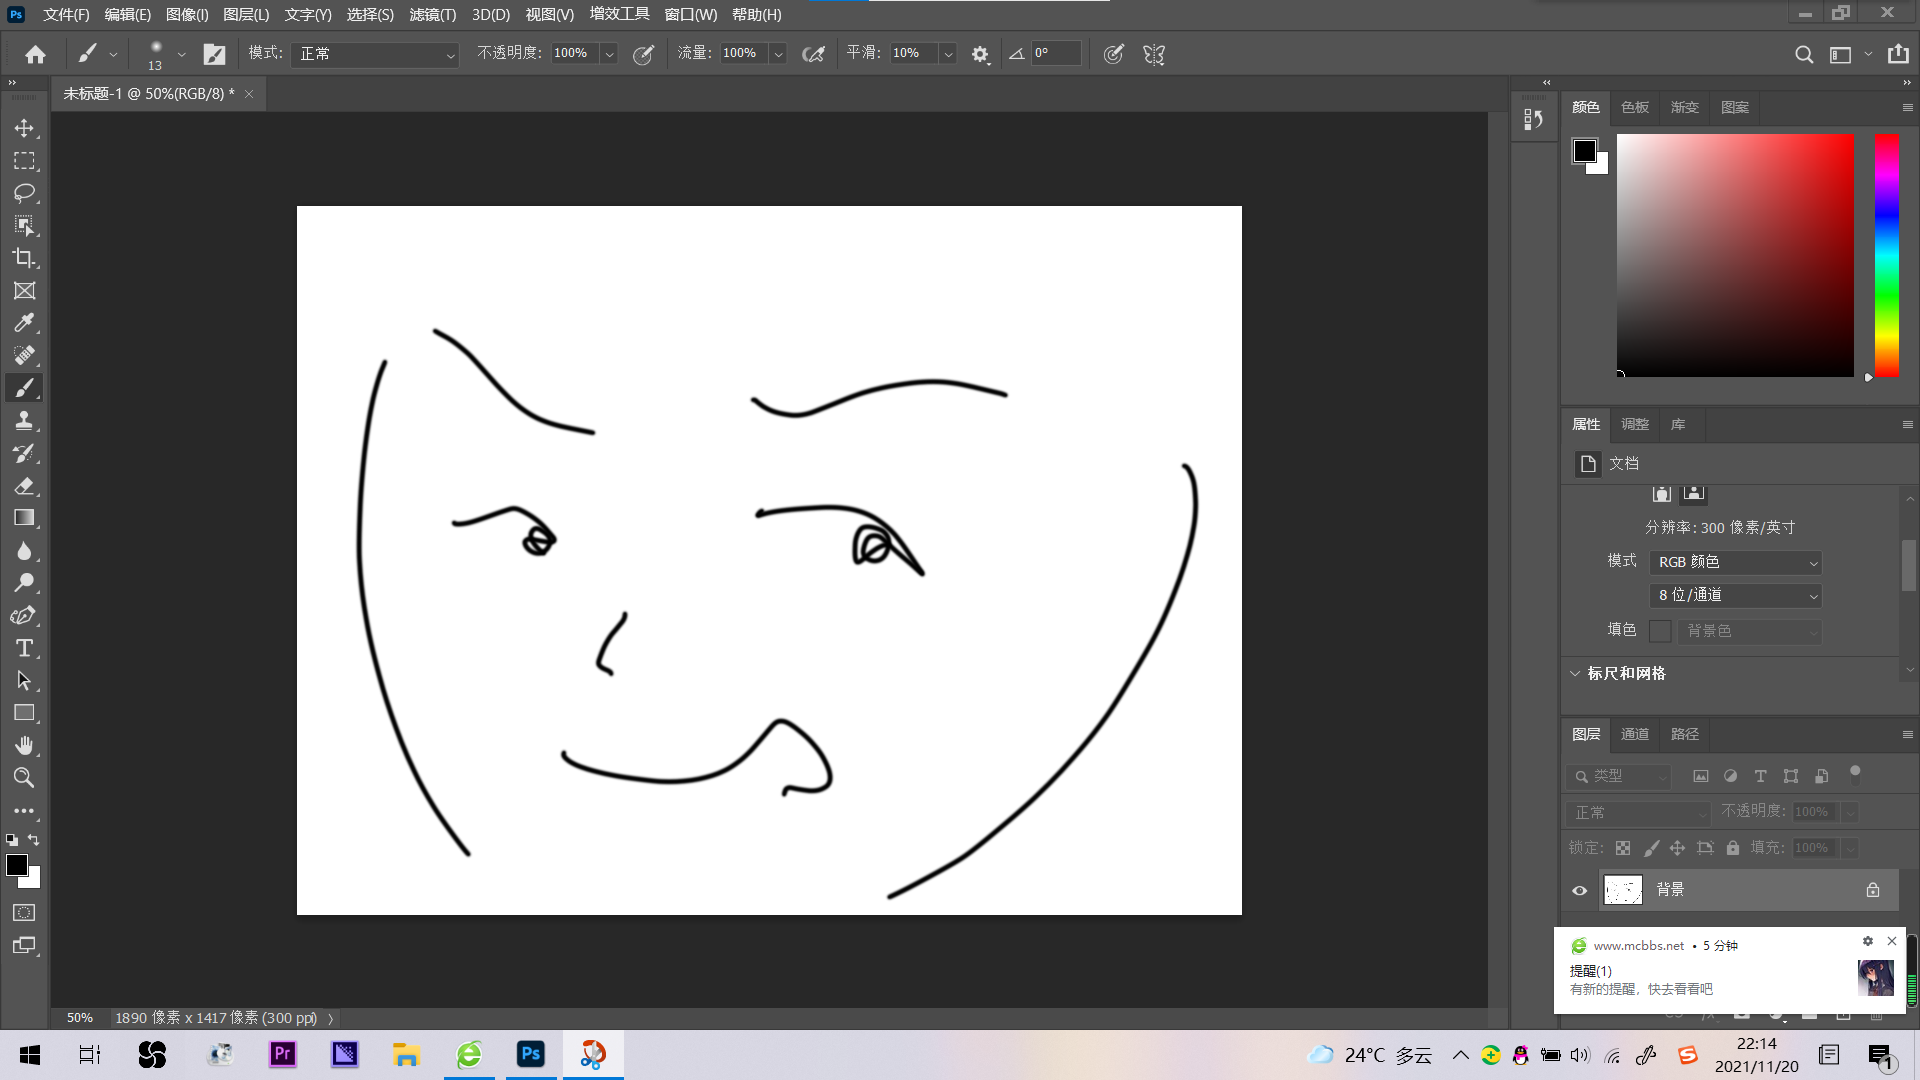 Ps 文件(F) 编辑(E) 图像(I) 图层(L) 文字(Y) 选择(S) 滤镜(T) 3D(D) 视图(V) 增效工具 窗口(W) 帮助(H)
13 模式: 正常 不透明度: 100% 流量: 100% 平滑: 10% 0°
未标题-1 @ 50%(RGB/8) *
颜色 色板 渐变 图案
属性 调整 库
文档
分辨率: 300 像素/英寸
模式 RGB 颜色
8 位/通道
填色 背景色
标尺和网格
图层 通道 路径
类型
正常 不透明度: 100%
锁定: 填充: 100%
背景
www.mcbbs.net • 5 分钟
提醒(1)
有新的提醒，快去看看吧
50% 1890 像素 x 1417 像素 (300 ppi)
Pr Ps 24°C 多云 22:14
2021/11/20
1